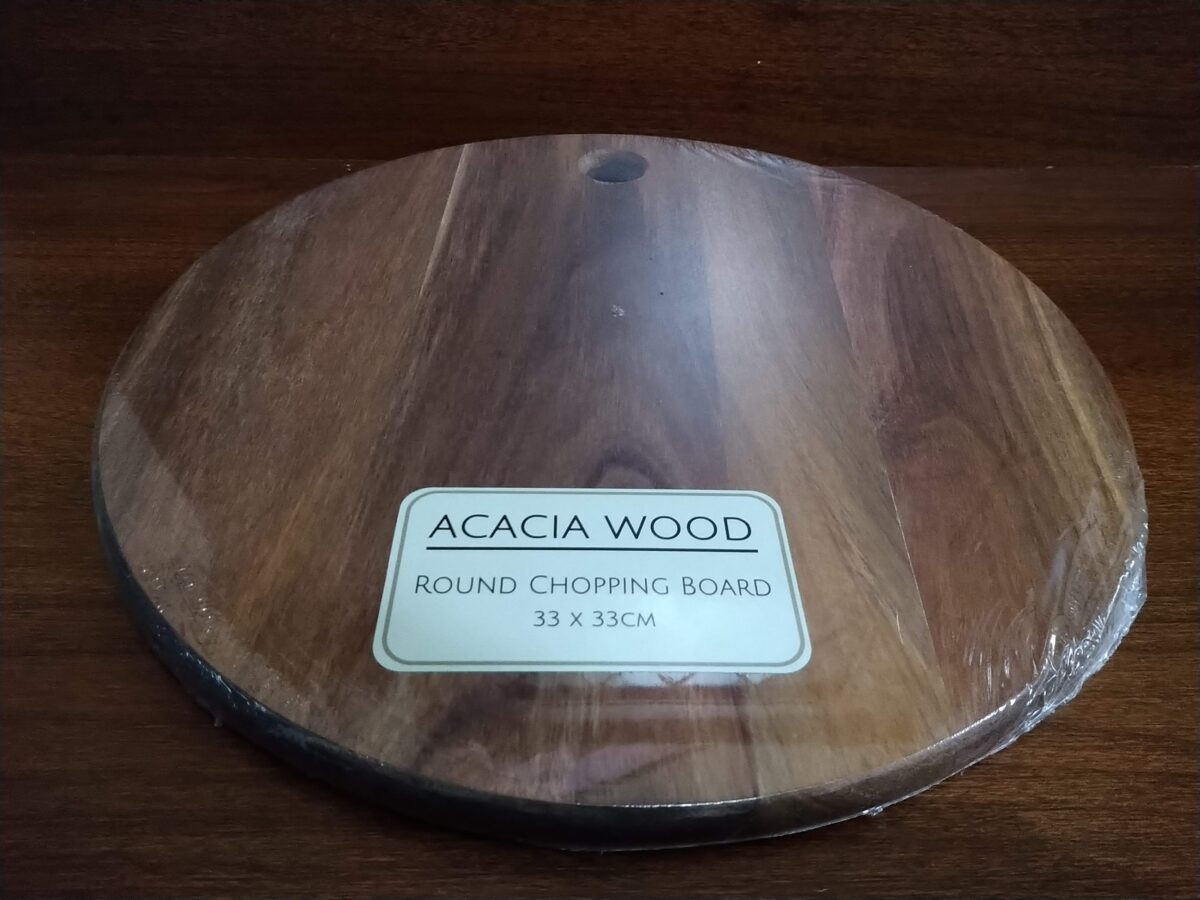 ACACIA WOOD
ROUND CHOPPING BOARD
33 X 33CM